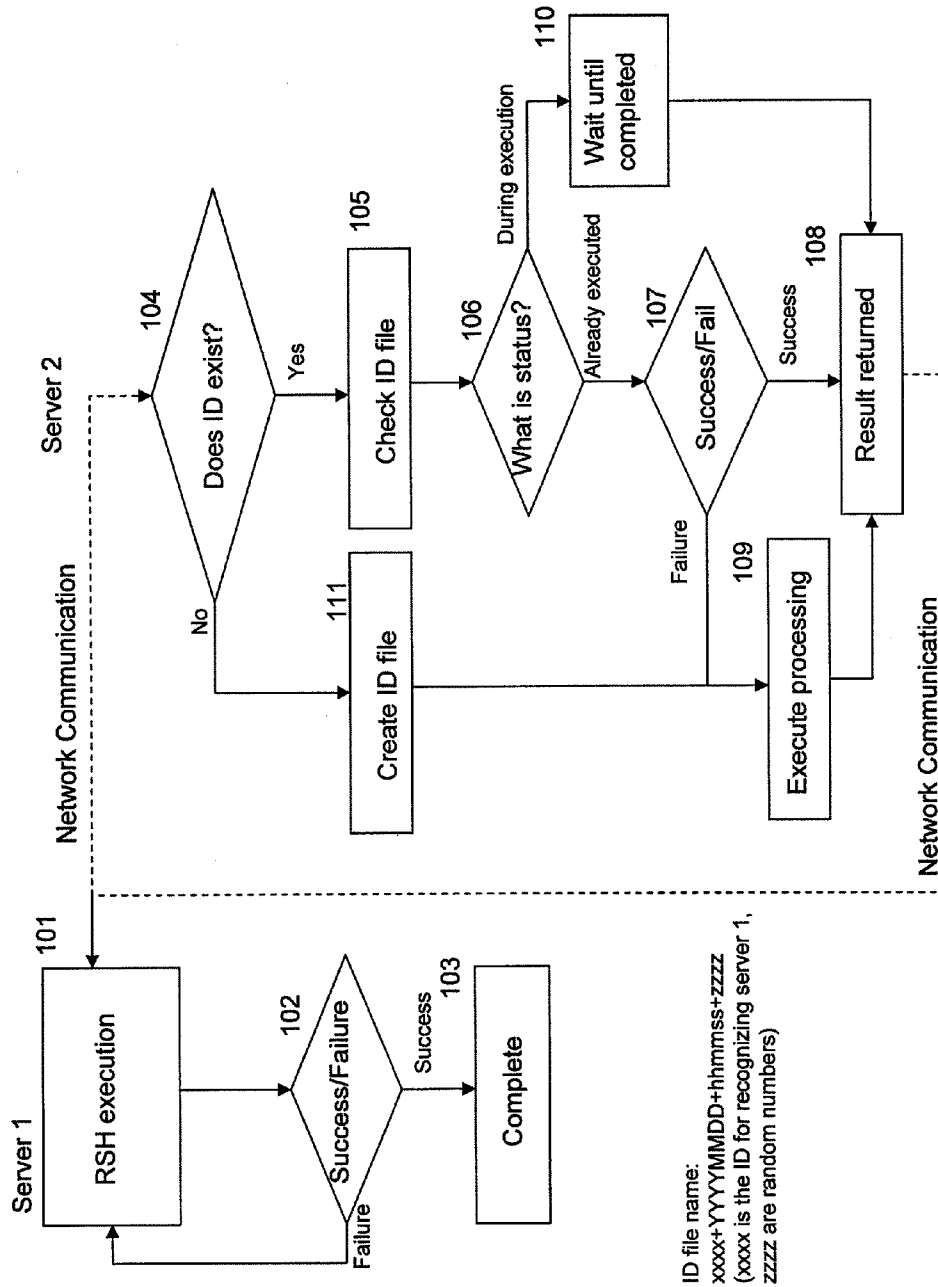 Server 1
101
RSH execution
102
Success/Failure
Failure
Success
103
Complete
ID file name:
xxxx+YYYYMMDD+hhmmss+zzzz
(xxxx is the ID for recognizing server 1,
zzzz are random numbers)
Network Communication
Server 2
104
Does ID exist?
No
Yes
111
Create ID file
105
Check ID file
106
What is status?
During execution
Already executed
110
Wait until
completed
107
Success/Fail
Failure
Success
109
Execute processing
108
Result returned
Network Communication